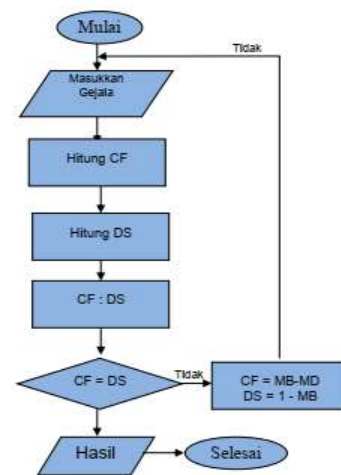 Mulai
Tidak
Masukkan
Gejala
Hitung CF
Hitung DS
CF : DS
CF = DS
Tidak
CF = MB-MD
DS = 1 - MB
Hasil
Selesai